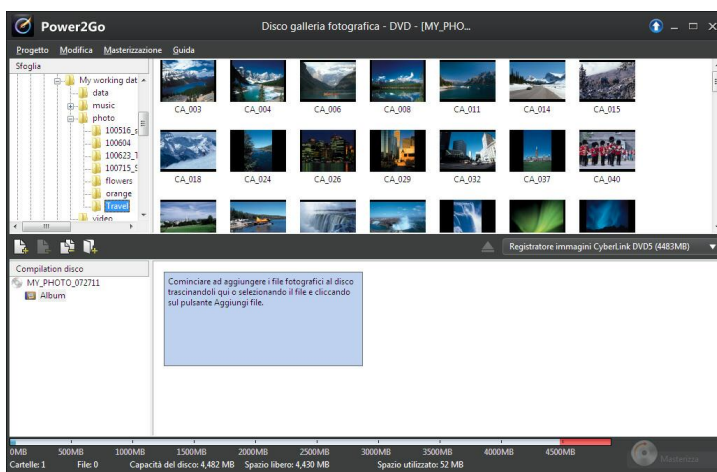 Power2Go
Disco galleria fotografica - DVD - [MY_PHO...
Progetto Modifica Masterizzazione Guida
Sfoglia
My working dat
data
music
photo
100516_s
100604
100623_T
100715_S
flowers
orange
Travel
video
CA_003 CA_004 CA_006 CA_008 CA_011 CA_014 CA_015
CA_018 CA_024 CA_026 CA_029 CA_032 CA_037 CA_040
Registratore immagini CyberLink DVD5 (4483MB)
Compilation disco
MY_PHOTO_072711
Album
Cominciare ad aggiungere i file fotografici al disco
trascinandoli qui o selezionando il file e cliccando
sul pulsante Aggiungi file.
0MB 500MB 1000MB 1500MB 2000MB 2500MB 3000MB 3500MB 4000MB 4500MB
Cartelle: 1 File: 0 Capacità del disco: 4,482 MB Spazio libero: 4,430 MB Spazio utilizzato: 52 MB
Masterizza